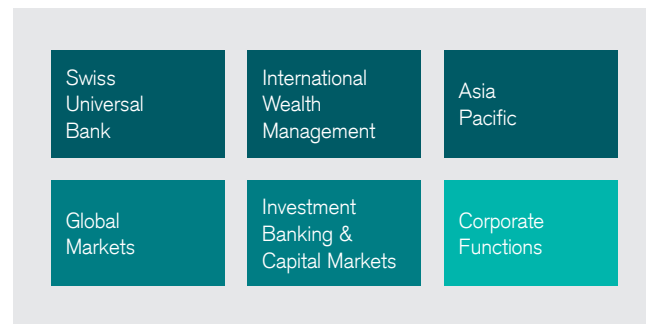 Swiss
Universal
Bank
International
Wealth
Management
Asia
Pacific
Global
Markets
Investment
Banking &
Capital Markets
Corporate
Functions